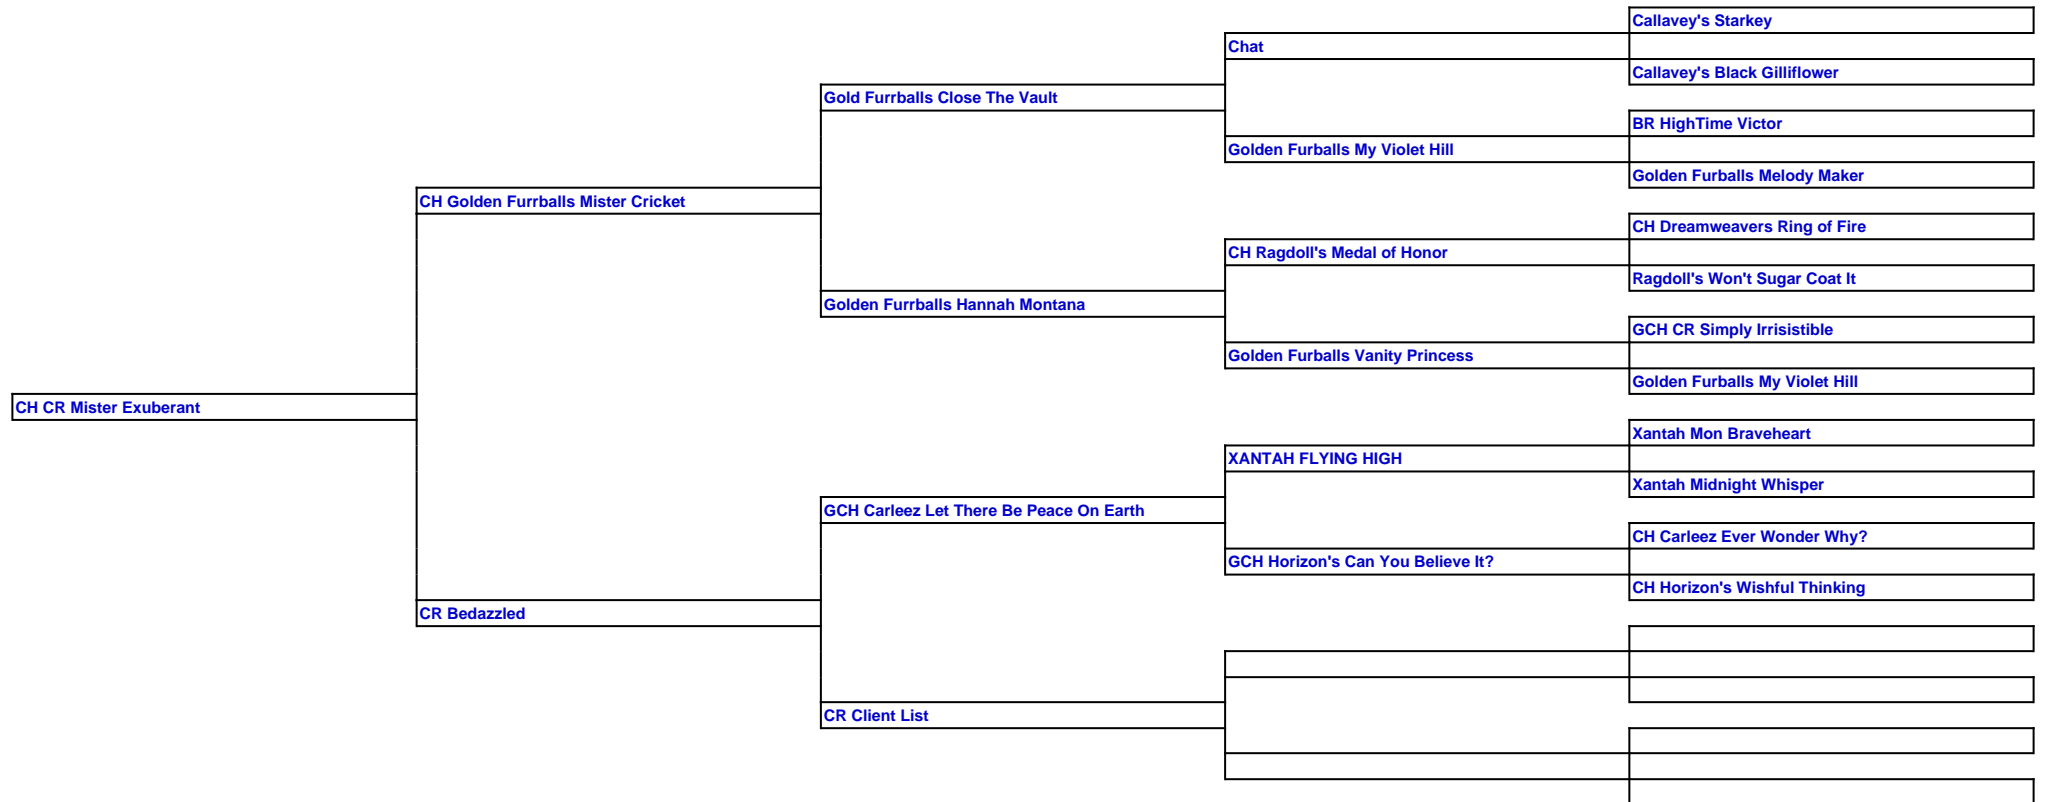 Callavey's Starkey
Chat
Callavey's Black Gilliflower
Gold Furrballs Close The Vault
BR HighTime Victor
Golden Furballs My Violet Hill
Golden Furballs Melody Maker
CH Golden Furrballs Mister Cricket
CH Dreamweavers Ring of Fire
CH Ragdoll's Medal of Honor
Ragdoll's Won't Sugar Coat It
Golden Furrballs Hannah Montana
GCH CR Simply Irrisistible
Golden Furballs Vanity Princess
Golden Furballs My Violet Hill
CH CR Mister Exuberant
Xantah Mon Braveheart
XANTAH FLYING HIGH
Xantah Midnight Whisper
GCH Carleez Let There Be Peace On Earth
CH Carleez Ever Wonder Why?
GCH Horizon's Can You Believe It?
CH Horizon's Wishful Thinking
CR Bedazzled
CR Client List